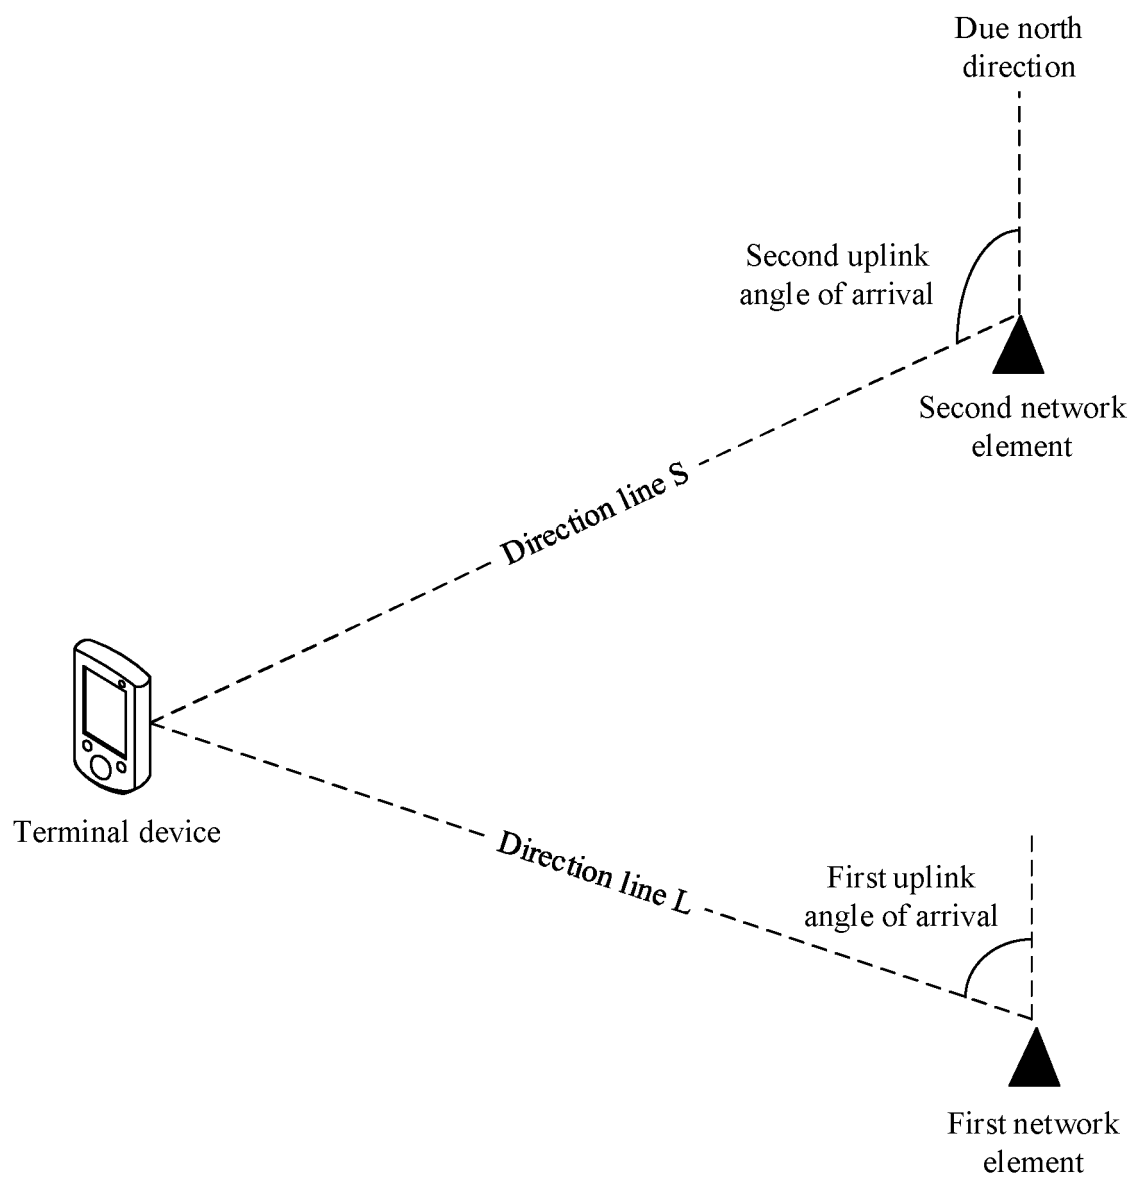 Due north
direction
Second uplink
angle of arrival
Second network
element
Direction line S
Terminal device
Direction line L
First uplink
angle of arrival
First network
element